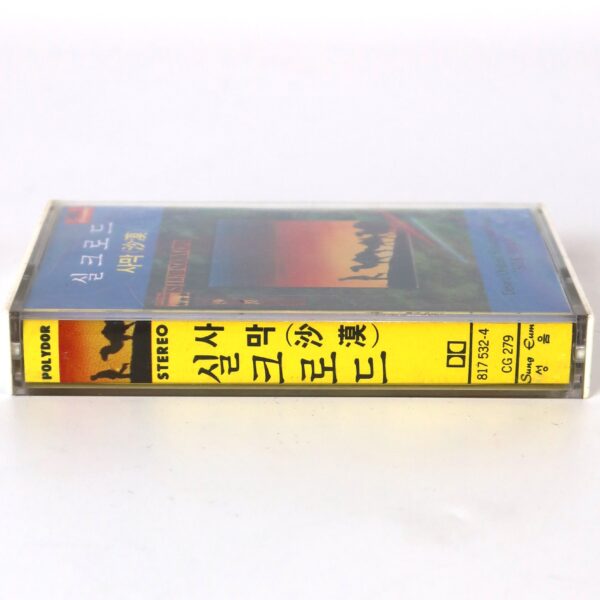 실크로드
사막 沙漠
POLYDOR
STEREO
사막(沙漠)
실크로드
817 532-4
CG 279
Sung Eum
성음